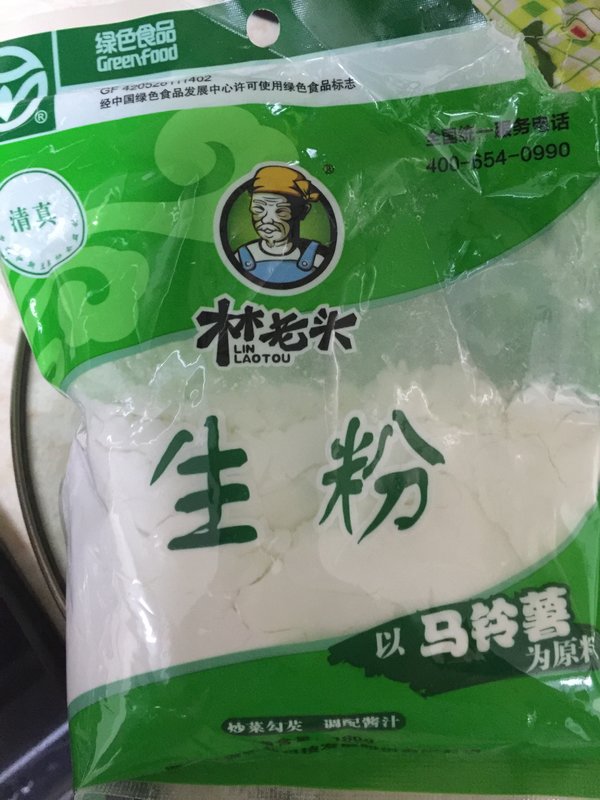 绿色食品
Greenfood
经中国绿色食品发展中心许可使用绿色食品标志
全国统一服务电话
400-654-0990
清真
林老头
LIN
LAOTOU
生粉
以马铃薯
为原料
炒菜勾芡 调配酱汁